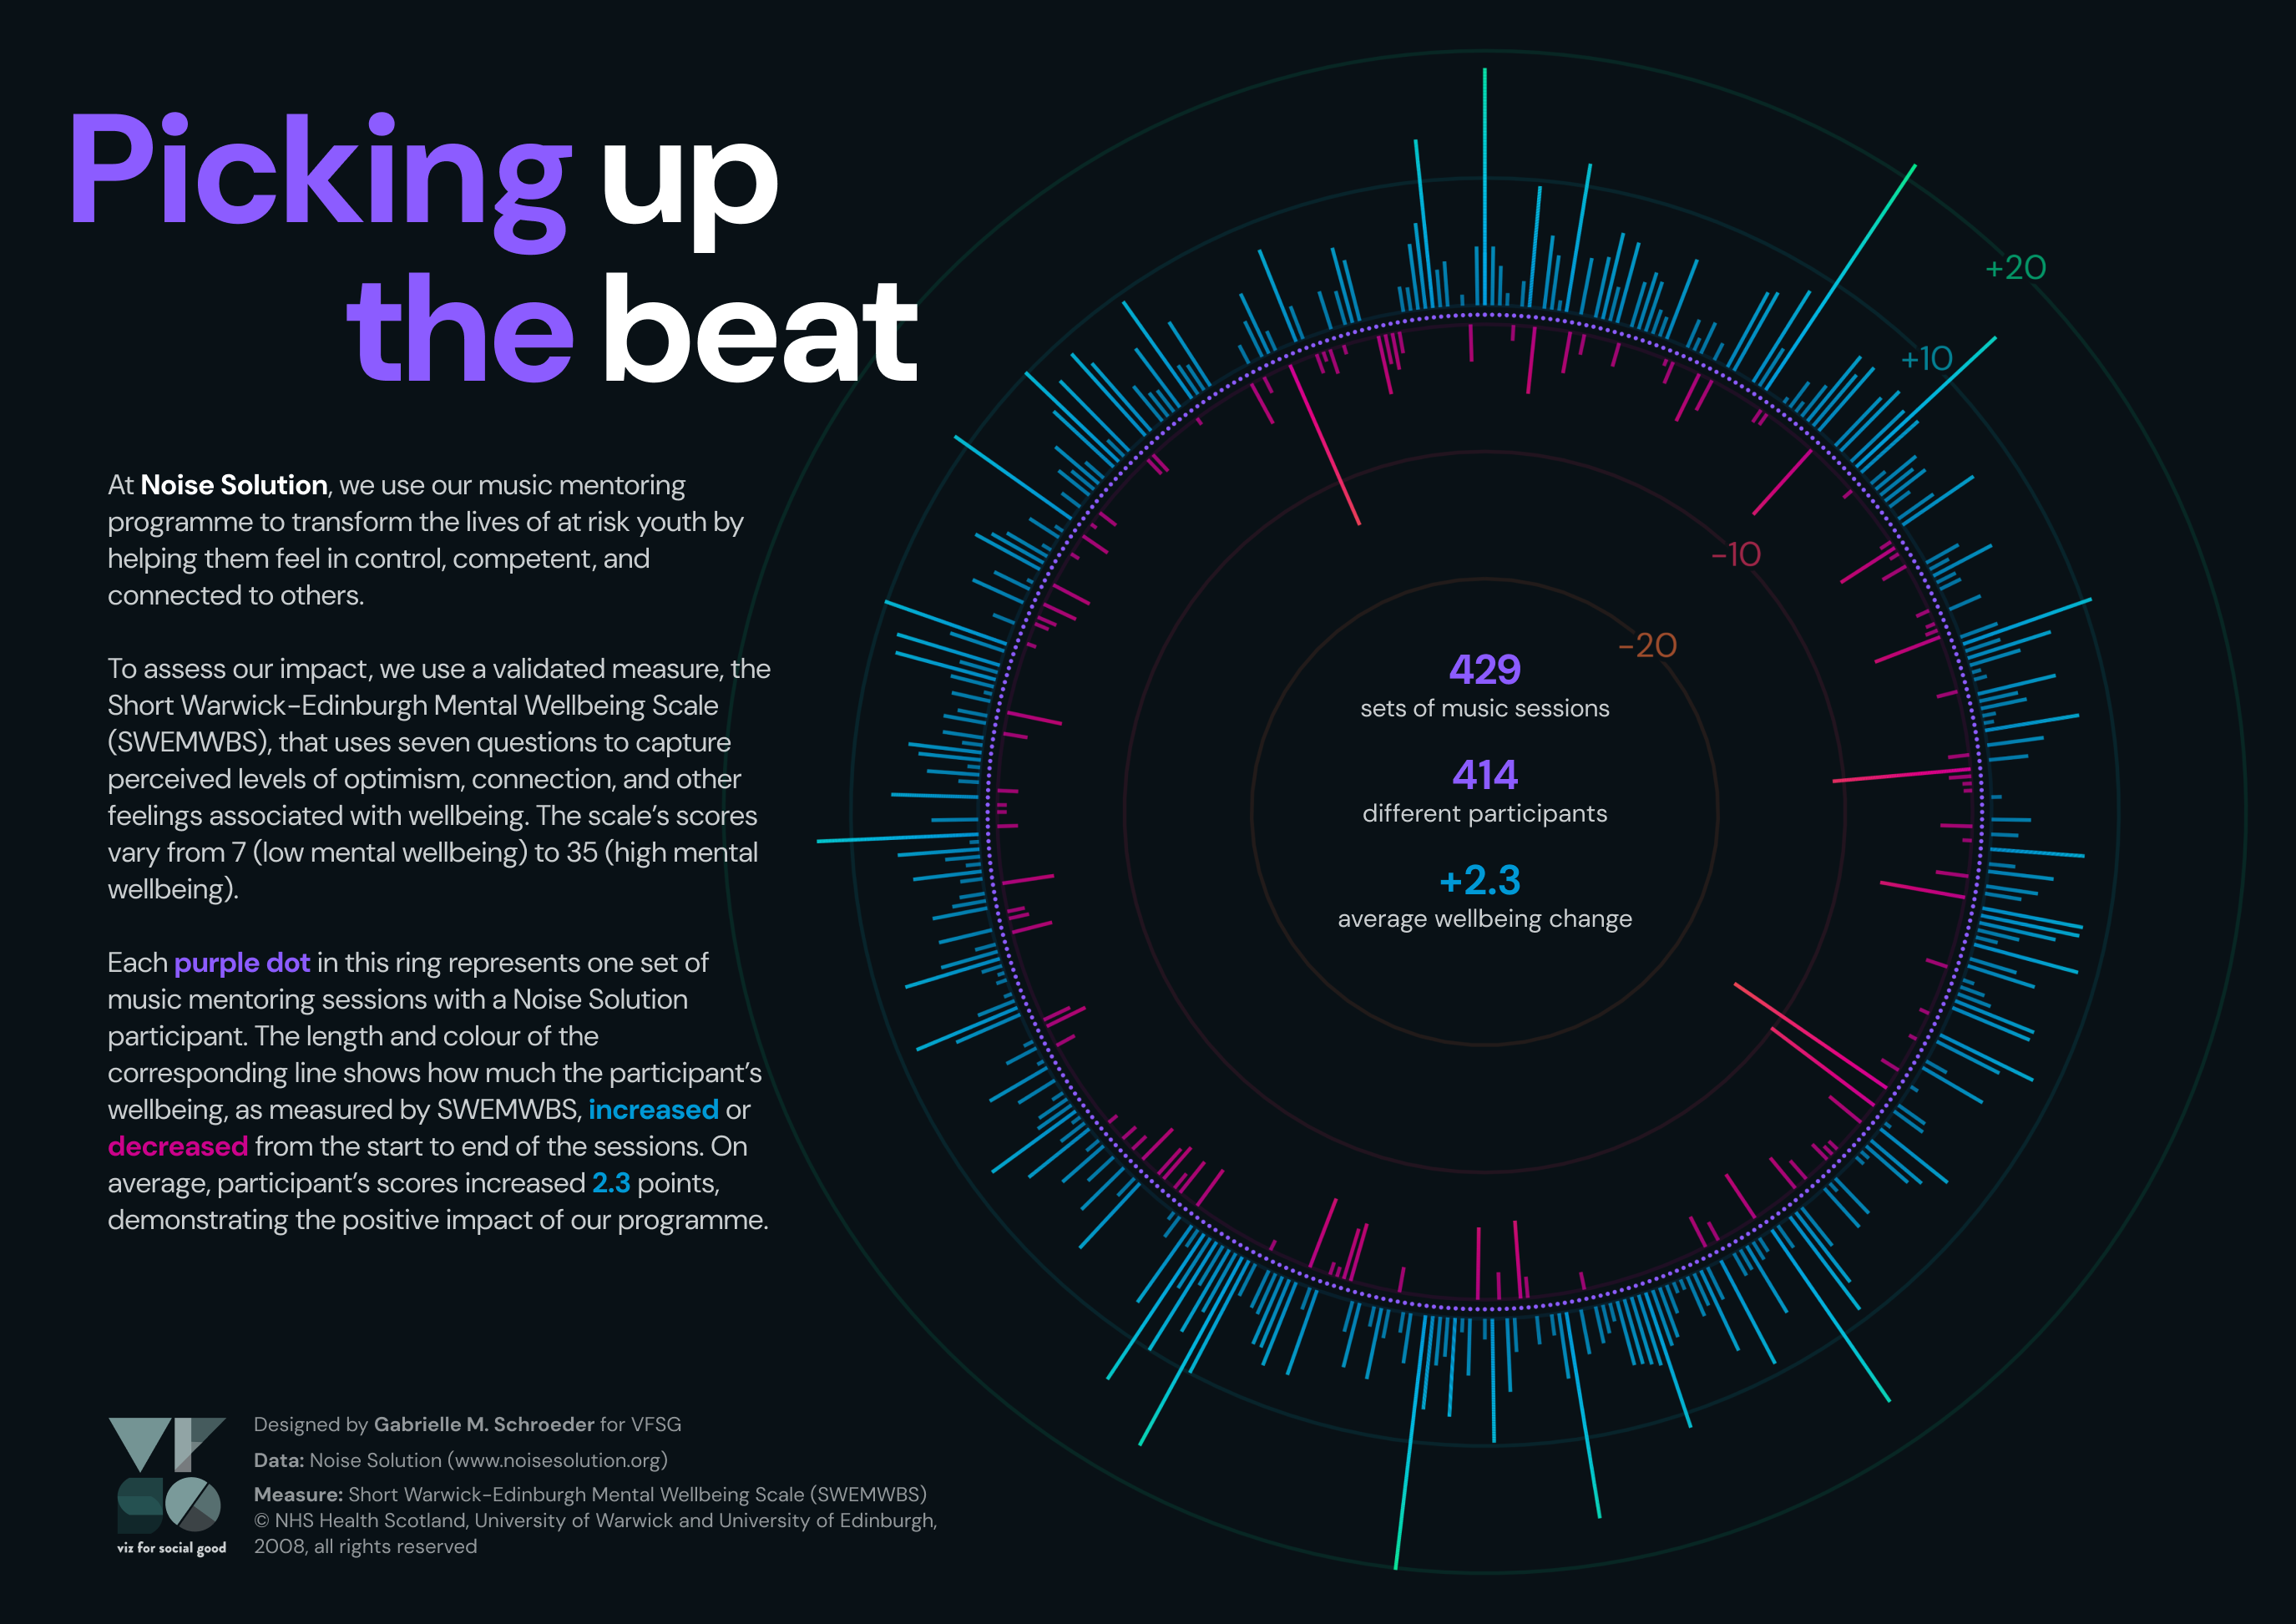 Picking up
the beat
At Noise Solution, we use our music mentoring
programme to transform the lives of at risk youth by
helping them feel in control, competent, and
connected to others.
To assess our impact, we use a validated measure, the
Short Warwick-Edinburgh Mental Wellbeing Scale
(SWEMWBS), that uses seven questions to capture
perceived levels of optimism, connection, and other
feelings associated with wellbeing. The scale's scores
vary from 7 (low mental wellbeing) to 35 (high mental
wellbeing).
Each purple dot in this ring represents one set of
music mentoring sessions with a Noise Solution
participant. The length and colour of the
corresponding line shows how much the participant's
wellbeing, as measured by SWEMWBS, increased or
decreased from the start to end of the sessions. On
average, participant's scores increased 2.3 points,
demonstrating the positive impact of our programme.
+20
+10
-10
-20
429
sets of music sessions
414
different participants
+2.3
average wellbeing change
VF
SG
viz for social good
Designed by Gabrielle M. Schroeder for VFSG
Data: Noise Solution (www.noisesolution.org)
Measure: Short Warwick-Edinburgh Mental Wellbeing Scale (SWEMWBS)
© NHS Health Scotland, University of Warwick and University of Edinburgh,
2008, all rights reserved